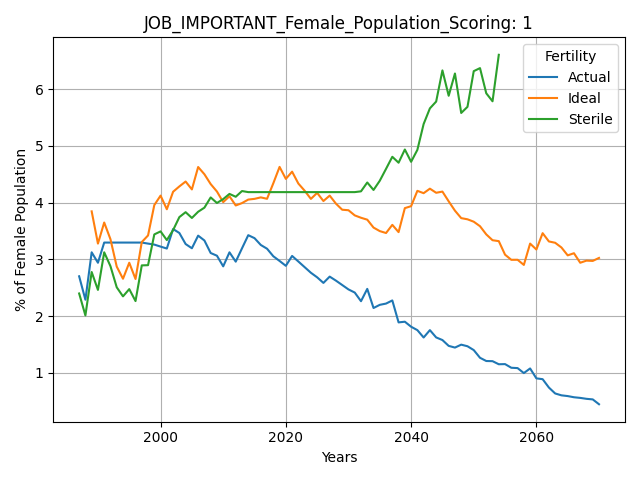 JOB_IMPORTANT_Female_Population_Scoring: 1
Fertility
Actual
Ideal
Sterile
% of Female Population
6
5
4
3
2
1
2000 2020 2040 2060
Years